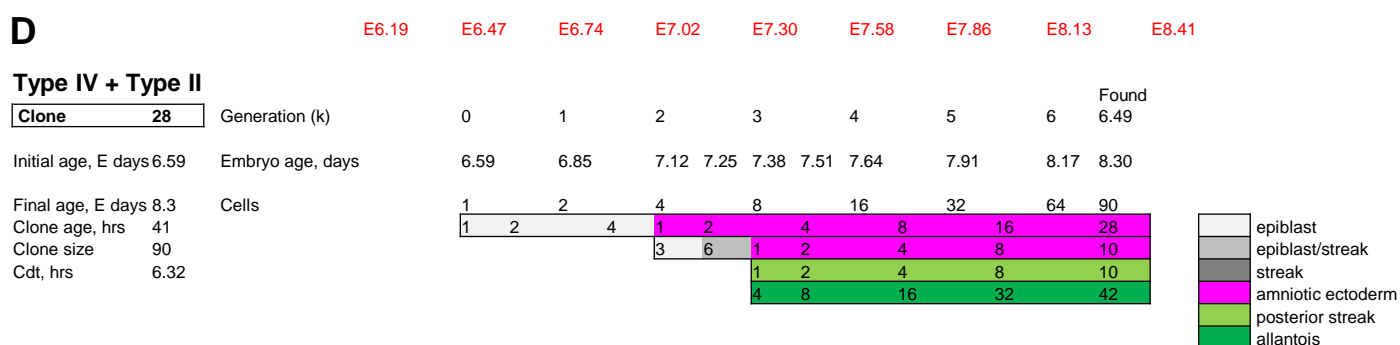 D E6.19 E6.47 E6.74 E7.02 E7.30 E7.58 E7.86 E8.13 E8.41
Type IV + Type II
Found
Clone 28 Generation (k) 0 1 2 3 4 5 6 6.49
Initial age, E days 6.59 Embryo age, days 6.59 6.85 7.12 7.25 7.38 7.51 7.64 7.91 8.17 8.30
Final age, E days 8.3 Cells 1 2 4 8 16 32 64 90
Clone age, hrs 41 1 2 4 1 2 4 8 16 28 epiblast
Clone size 90 3 6 1 2 4 8 10 epiblast/streak
Cdt, hrs 6.32 1 2 4 8 10 streak
4 8 16 32 42 amniotic ectoderm
posterior streak
allantois